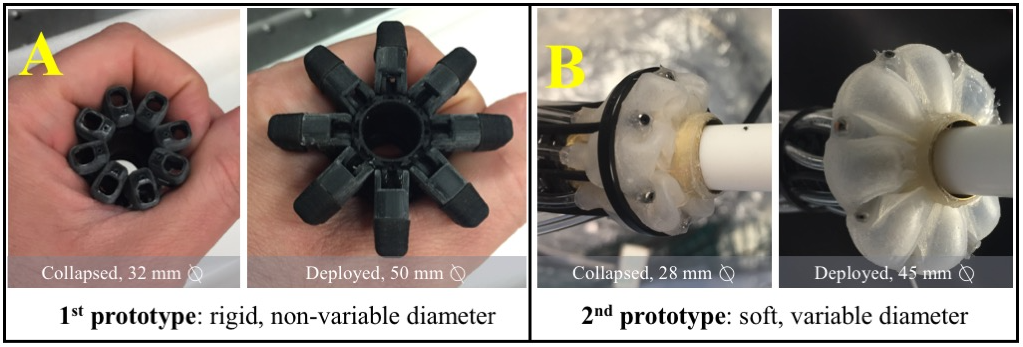 A
Collapsed, 32 mm ∅
Deployed, 50 mm ∅
1st prototype: rigid, non-variable diameter
B
Collapsed, 28 mm ∅
Deployed, 45 mm ∅
2nd prototype: soft, variable diameter